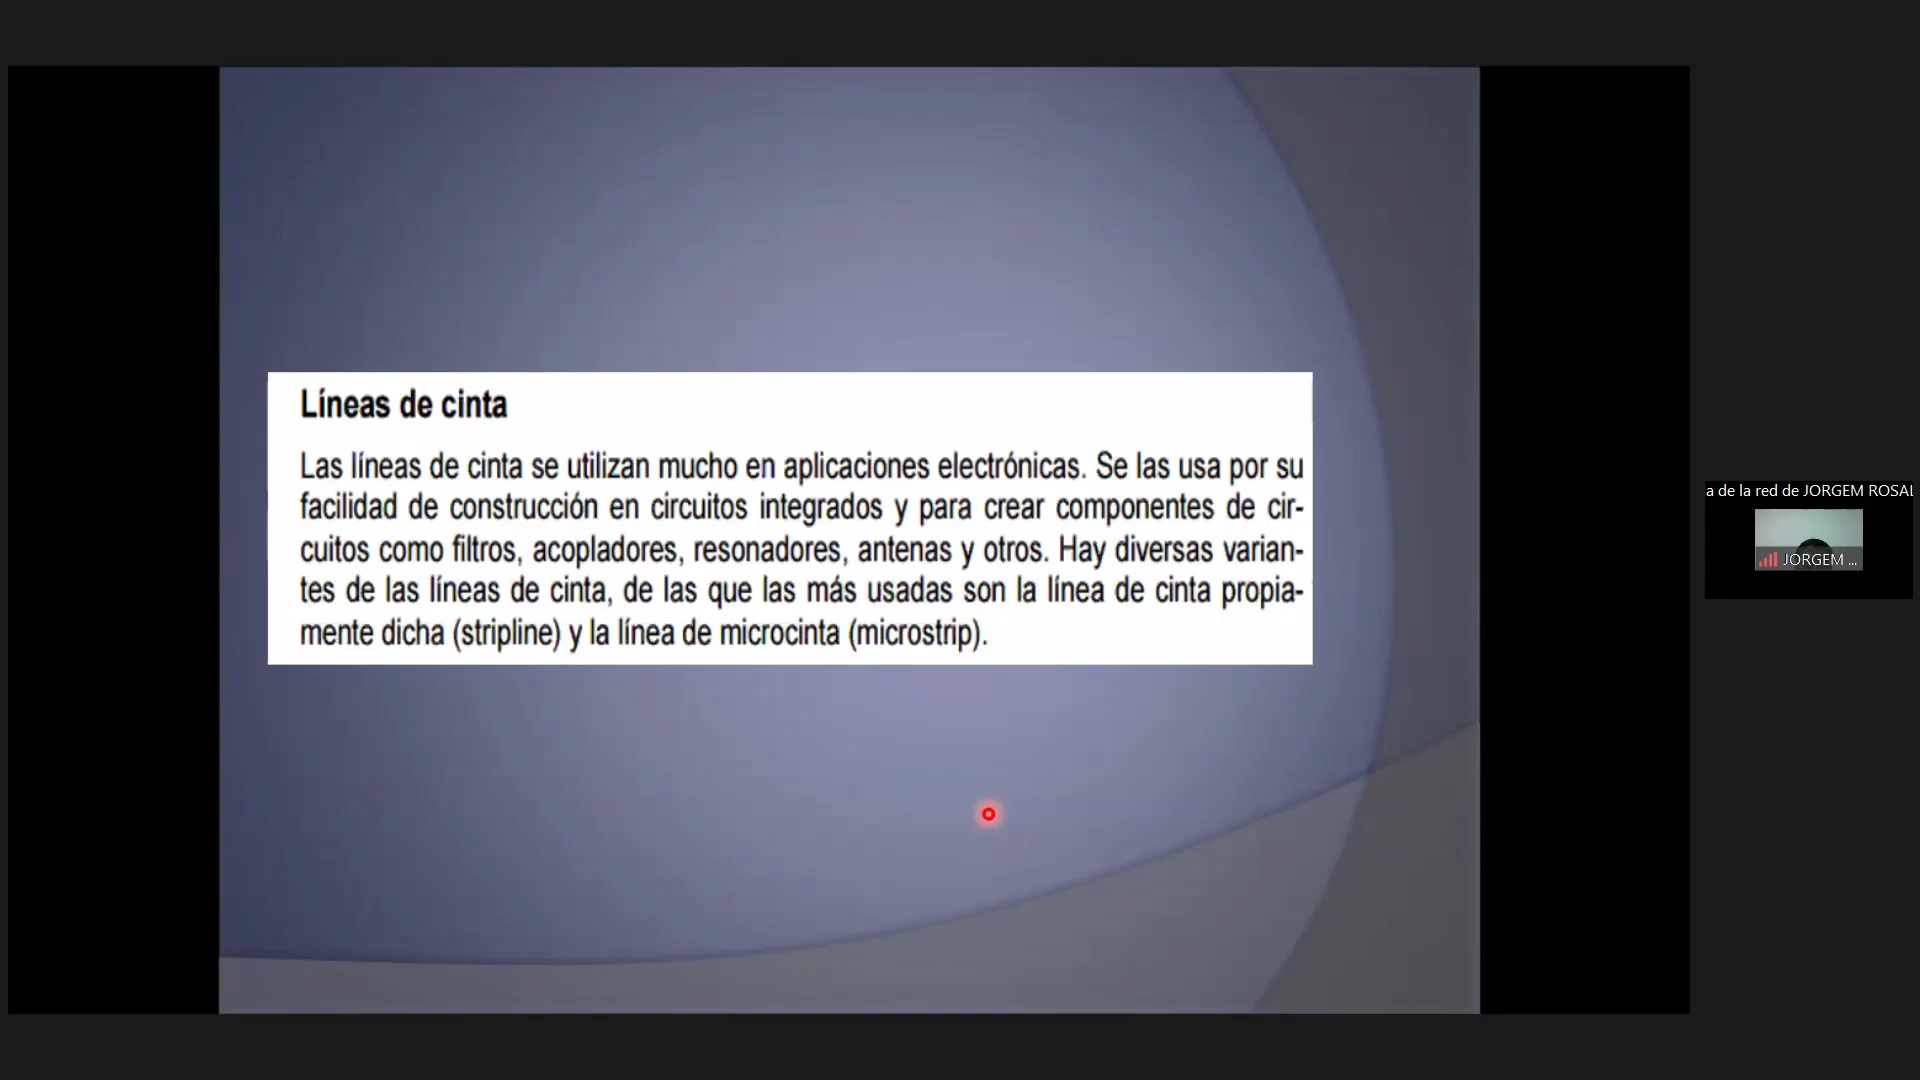 Líneas de cinta
Las líneas de cinta se utilizan mucho en aplicaciones electrónicas. Se las usa por su
facilidad de construcción en circuitos integrados y para crear componentes de cir-
cuitos como filtros, acopladores, resonadores, antenas y otros. Hay diversas varian-
tes de las líneas de cinta, de las que las más usadas son la línea de cinta propia-
mente dicha (stripline) y la línea de microcinta (microstrip).
a de la red de JORGEM ROSAL
JORGEM ...